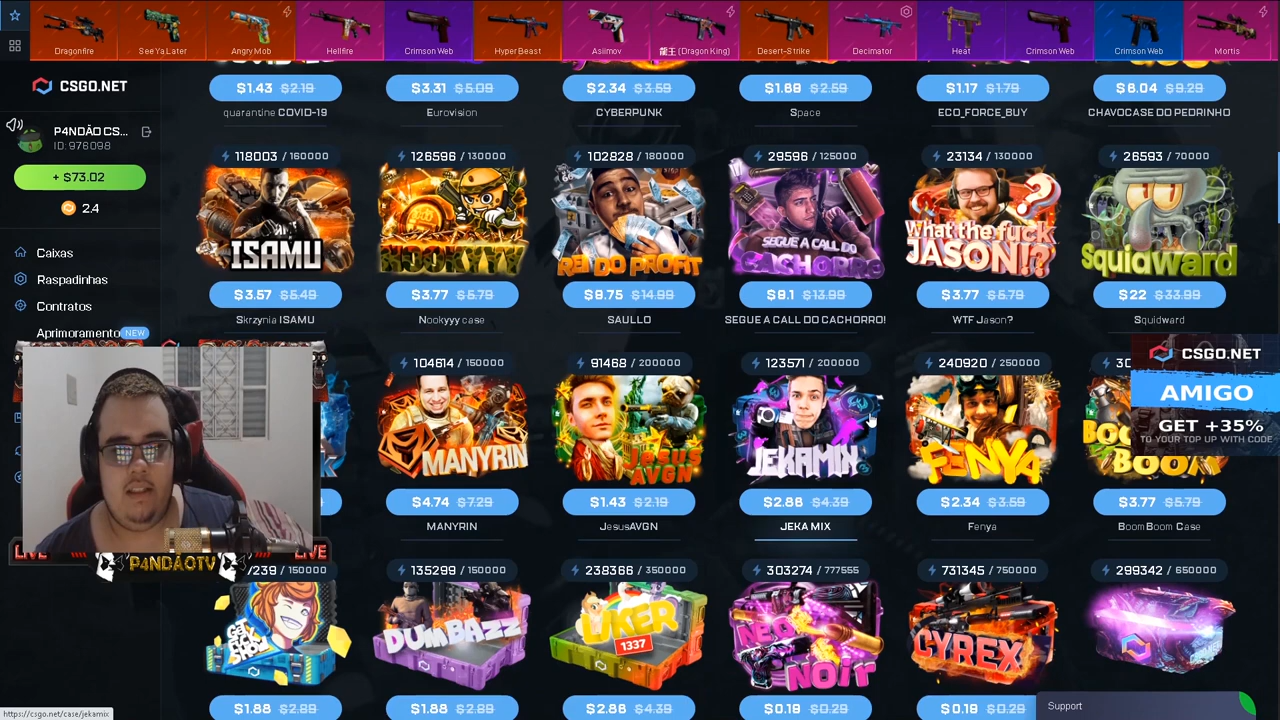 Dragonfire
See Ya Later
Angry Mob
Hellfire
Crimson Web
Hyper Beast
Asiimov
龍王 (Dragon King)
Desert-Strike
Decimator
Heat
Crimson Web
Crimson Web
Mortis
CSGO.NET
P4NDÃO CS...
ID: 976098
+ $73.02
2.4
Caixas
Raspadinhas
Contratos
Aprimoramento NEW
$1.43 $2.19
$3.31 $5.09
$2.34 $3.59
$1.68 $2.59
$1.17 $1.79
$6.04 $9.29
quarantine COVID-19
Eurovision
CYBERPUNK
Space
ECO_FORCE_BUY
CHAVOCASE DO PEDRINHO
118003 / 160000
126596 / 130000
102828 / 180000
29596 / 125000
23134 / 130000
26593 / 70000
ISAMU
NOOKYYY
REI DO PROFIT
SEGUE A CALL DO
CACHORRO
What the fuck
JASON!?
Squidward
$3.57 $5.49
$3.77 $5.79
$8.75 $14.99
$8.1 $13.99
$3.77 $5.79
$22 $33.99
Skrzynia ISAMU
Nookyyy case
SAULLO
SEGUE A CALL DO CACHORRO!
WTF Jason?
Squidward
104614 / 150000
91468 / 200000
123571 / 200000
240920 / 250000
30
MANYRIN
JESUS
AVGN
JEKAMIX
FENYA
BOOM
$4.74 $7.29
$1.43 $2.19
$2.86 $4.39
$2.34 $3.59
$3.77 $5.79
MANYRIN
JesusAVGN
JEKA MIX
Fenya
Boom Boom Case
CSGO.NET
AMIGO
GET +35%
TO YOUR TOP UP WITH CODE
LIVE
LIVE
P4NDÃOTV
7239 / 150000
135299 / 150000
238366 / 350000
303274 / 777555
731345 / 750000
299342 / 650000
DUMBAZZ
UKER
1337
NEO
NOIR
CYREX
$1.88 $2.89
$1.88 $2.89
$2.86 $4.39
$0.18 $0.29
$0.18 $0.29
Support
https://csgo.net/case/jekamix